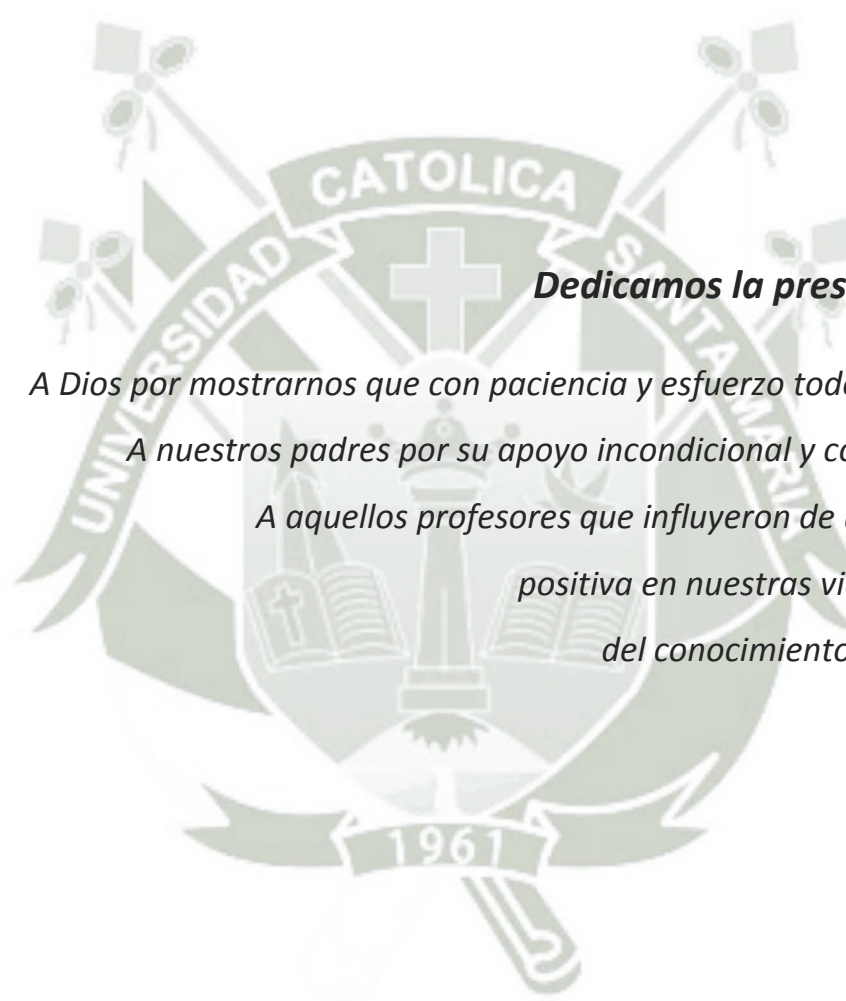 CATOLICA
UNIVERSIDAD
SANTA MARIA
Dedicamos la pres
A Dios por mostrarnos que con paciencia y esfuerzo tod
A nuestros padres por su apoyo incondicional y c
A aquellos profesores que influyeron de
positiva en nuestras vi
del conocimiento
1961